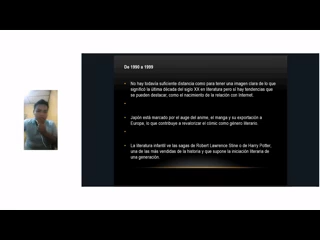 De 1990 a 1999
No hay todavía suficiente distancia como para tener una imagen clara de lo que
significó la última década del siglo XX en literatura pero sí hay tendencias que
se pueden destacar, como el nacimiento de la relación con Internet.
Japón está marcado por el auge del anime, el manga y su exportación a
Europa, lo que contribuye a revalorizar el cómic como género literario.
La literatura infantil ve las sagas de Robert Lawrence Stine o de Harry Potter,
una de las más vendidas de la historia y que supone la iniciación literaria de
una generación.